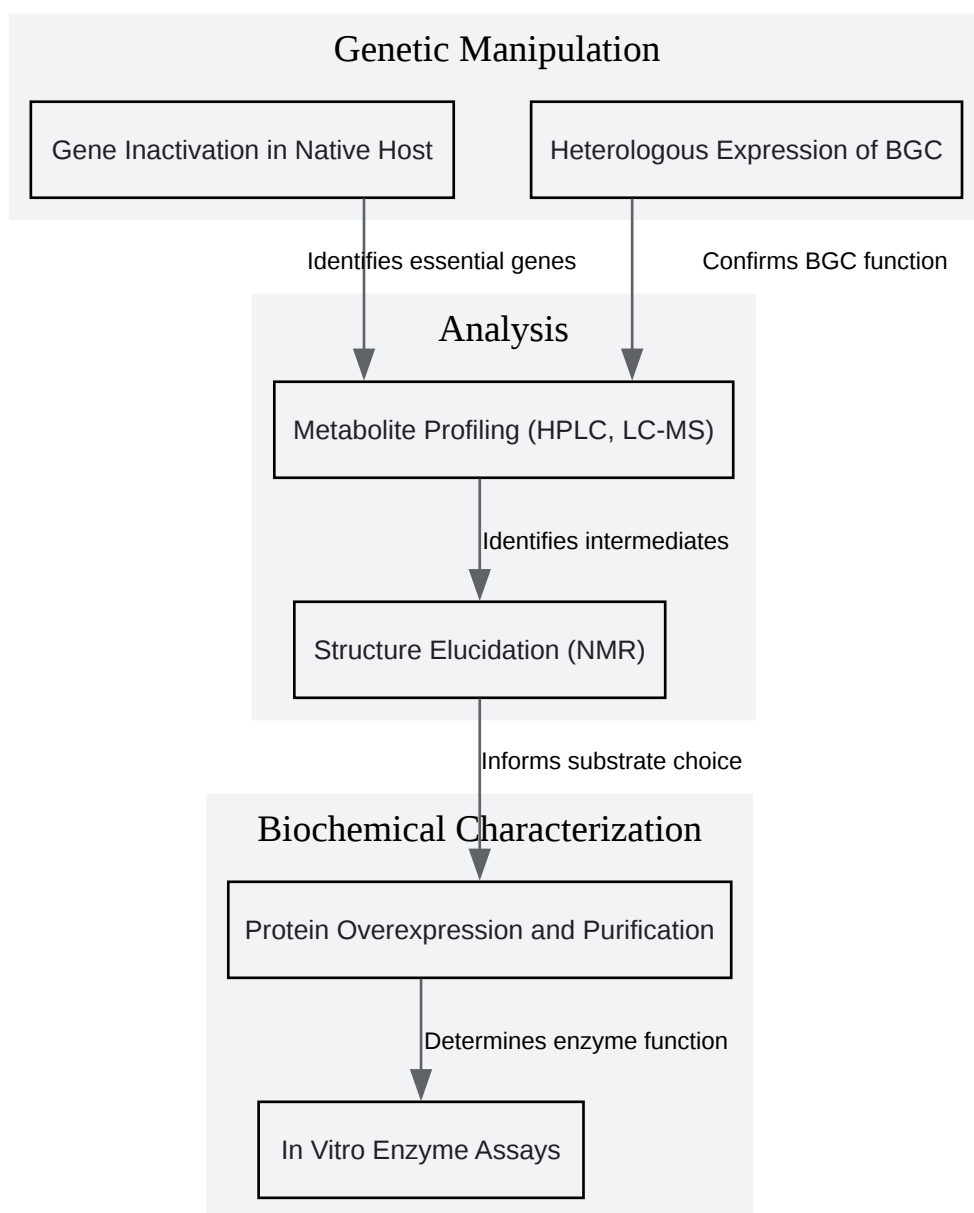 Genetic Manipulation
Gene Inactivation in Native Host
Heterologous Expression of BGC
Identifies essential genes
Confirms BGC function
Analysis
Metabolite Profiling (HPLC, LC-MS)
Identifies intermediates
Structure Elucidation (NMR)
Informs substrate choice
Biochemical Characterization
Protein Overexpression and Purification
Determines enzyme function
In Vitro Enzyme Assays